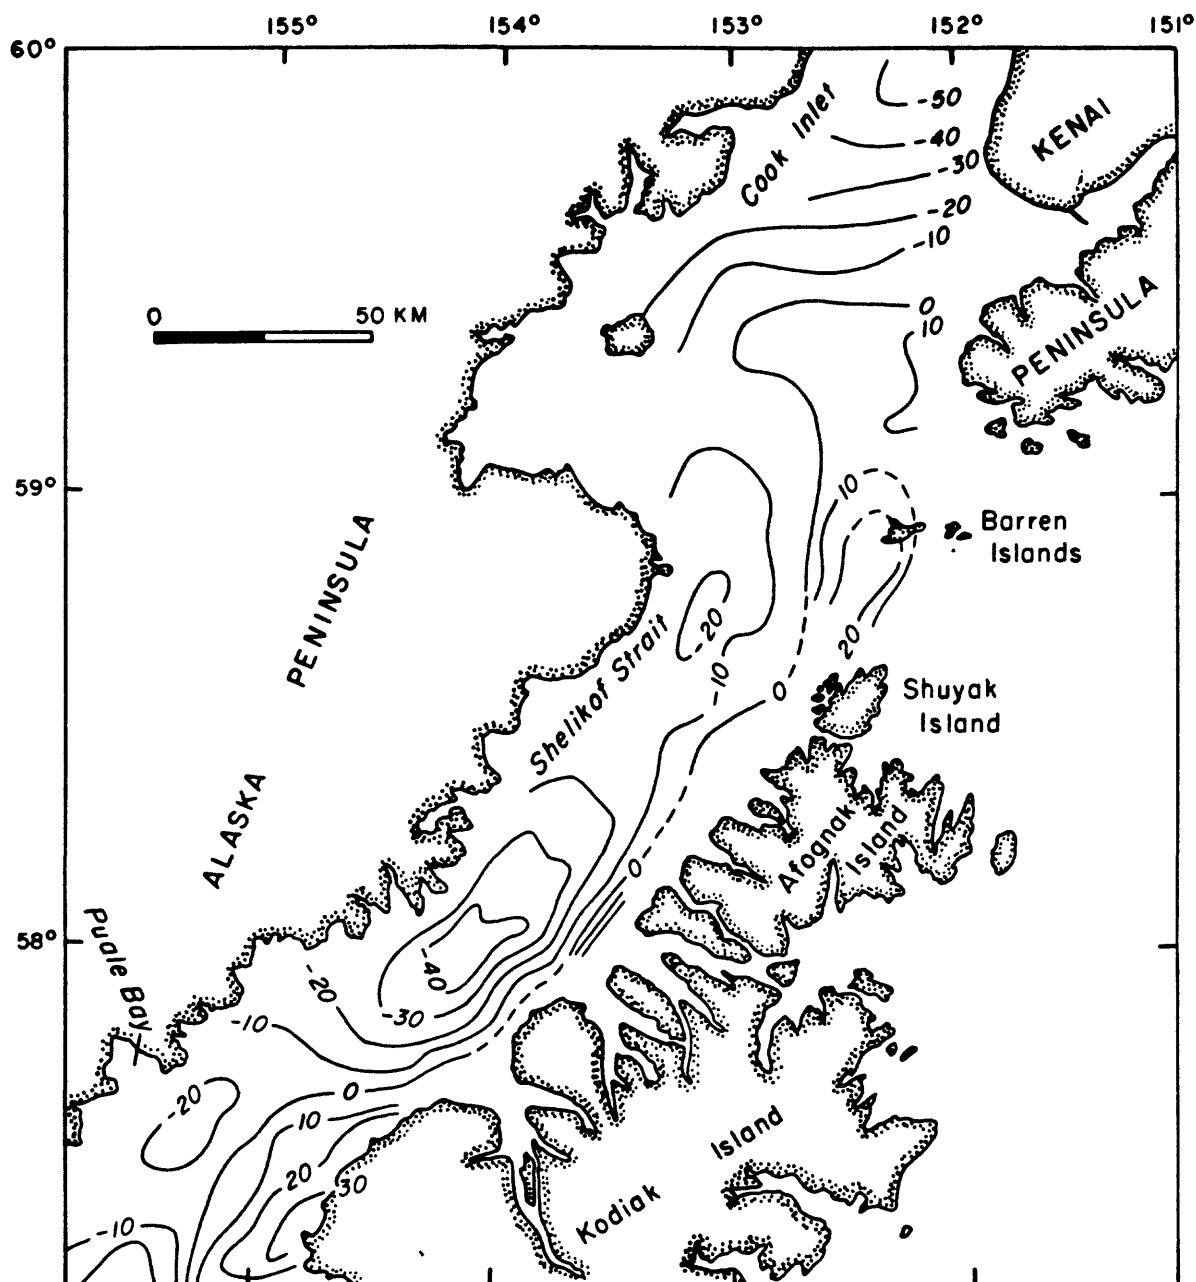 155° 154° 153° 152° 151°
60°
-50
Cook Inlet
KENAI
-40
-30
-20
-10
0 50 KM
0
10
PENINSULA
59°
10
Barren
Islands
PENINSULA
-20
20
Shelikof Strait
-10
0
Shuyak
Island
ALASKA
Afognak
Island
0
Puale Bay
58°
-40
-20
-30
-10
0
-20
10
Island
20
30
Kodiak
-10